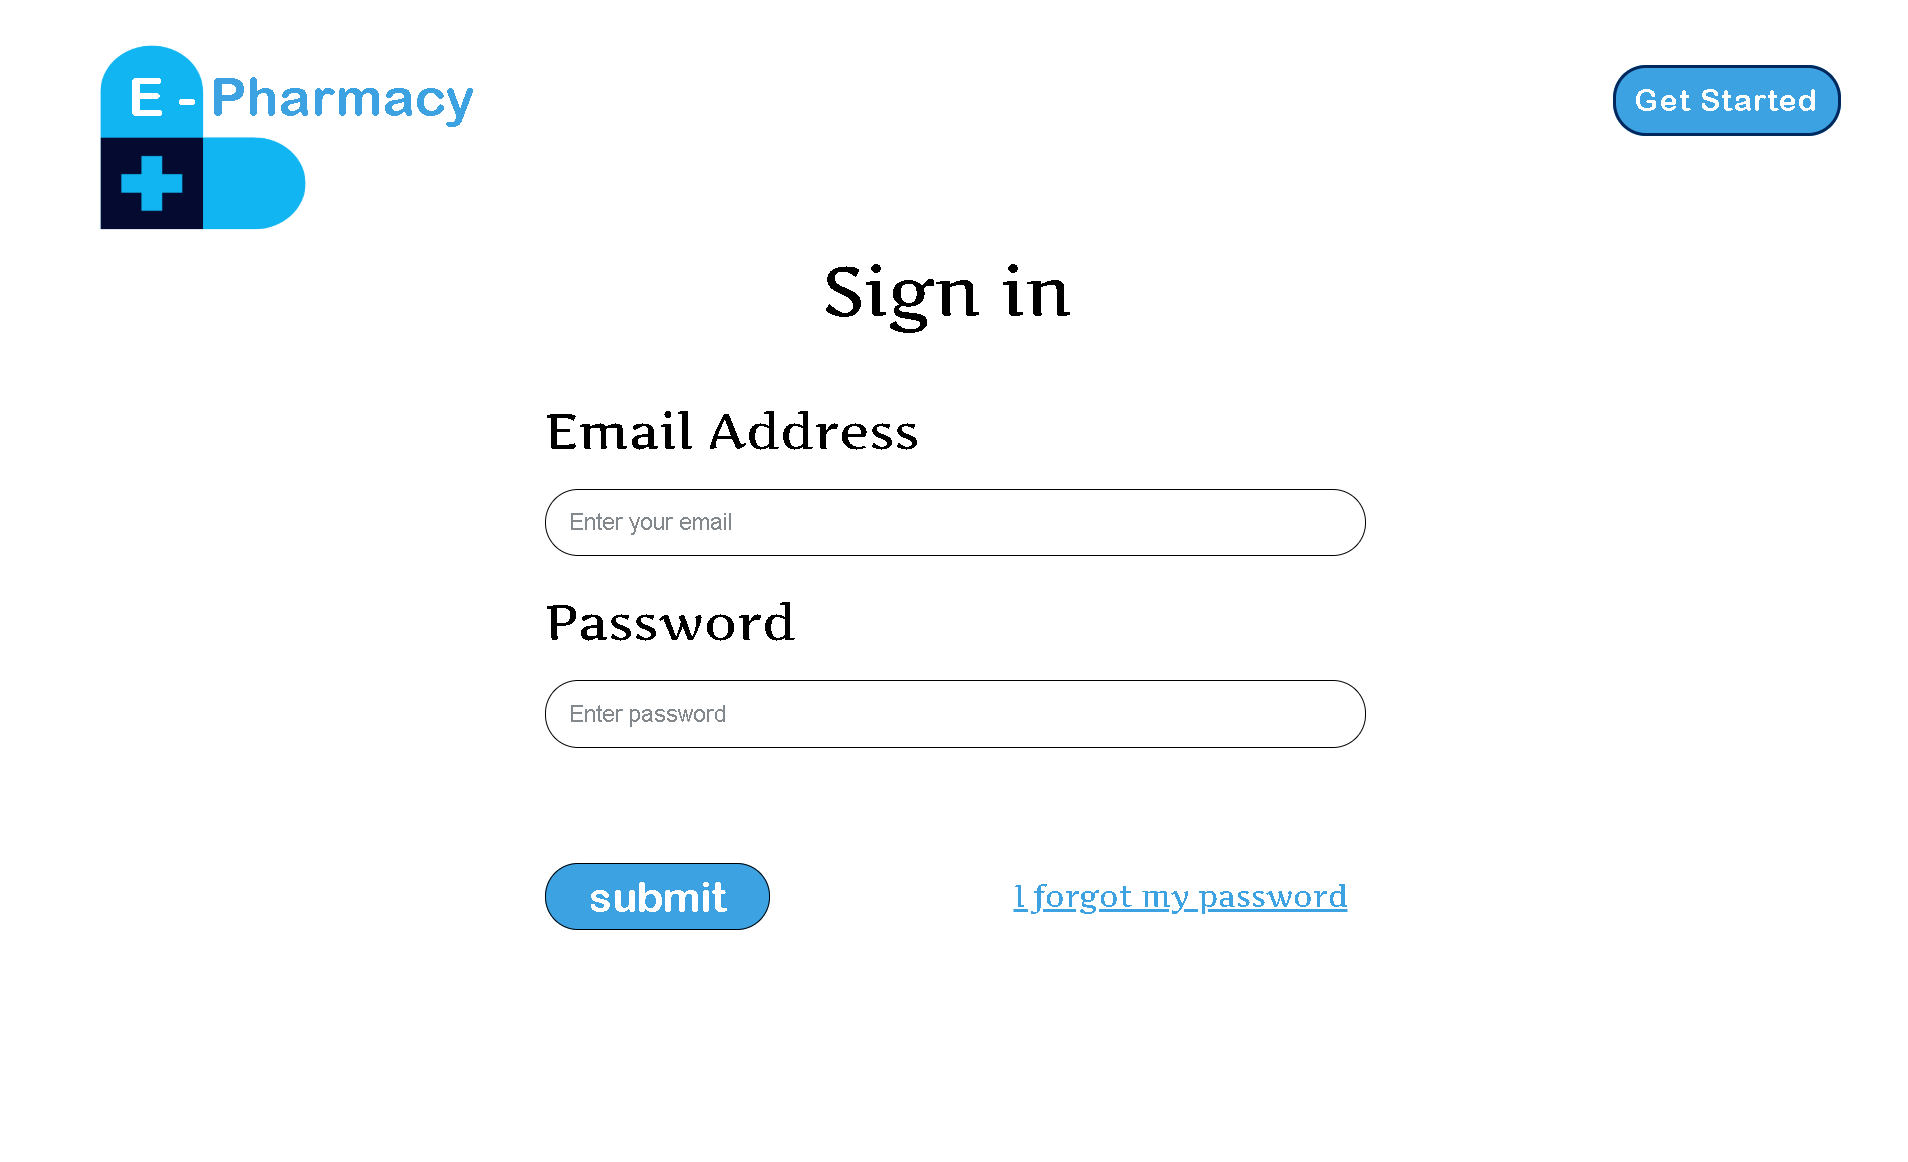 E - Pharmacy
Get Started
Sign in
Email Address
Enter your email
Password
Enter password
submit
I forgot my password